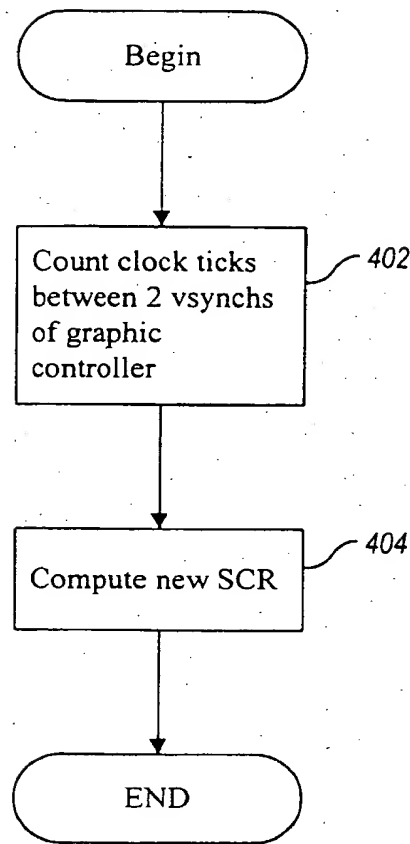 Begin
Count clock ticks
between 2 vsynchs
of graphic
controller
402
Compute new SCR
404
END